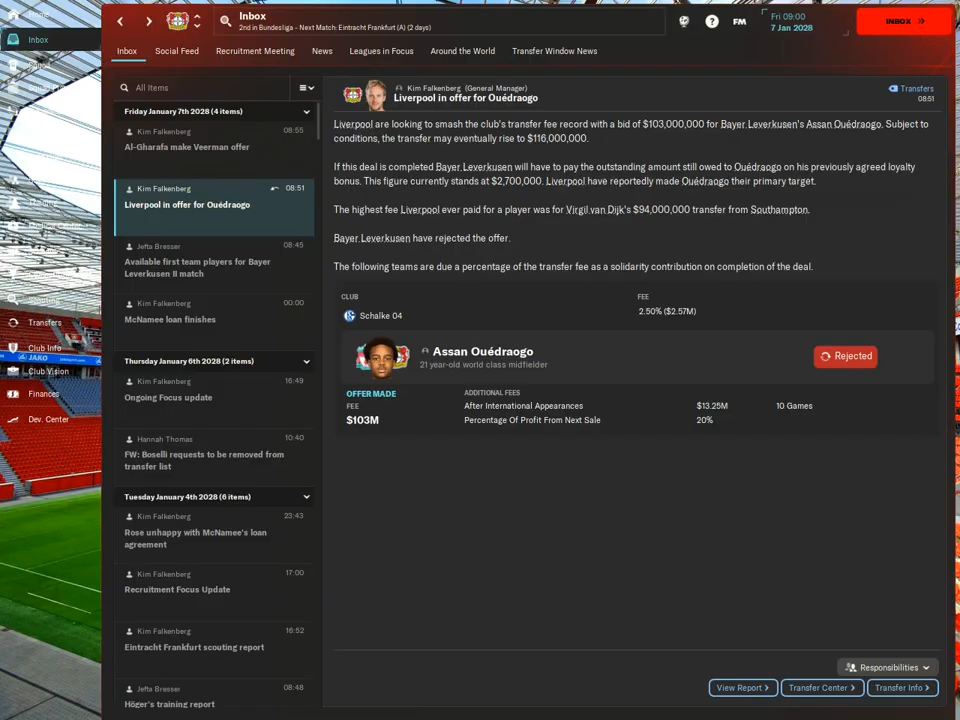 Home
Inbox
2nd in Bundesliga - Next Match: Eintracht Frankfurt (A) (2 days)
?
FM
Fri 09:00
7 Jan 2028
INBOX
Inbox
Inbox
Social Feed
Recruitment Meeting
News
Leagues in Focus
Around the World
Transfer Window News
Transfers
Club Info
JAKO
Club Vision
Finances
Dev. Center
All Items
Friday January 7th 2028 (4 items)
Kim Falkenberg 08:55
Al-Gharafa make Veerman offer
Kim Falkenberg 08:51
Liverpool in offer for Ouédraogo
Jefta Bresser 08:45
Available first team players for Bayer
Leverkusen II match
Kim Falkenberg 00:00
McNamee loan finishes
Thursday January 6th 2028 (2 items)
Kim Falkenberg 16:49
Ongoing Focus update
Hannah Thomas 10:40
FW: Boselli requests to be removed from
transfer list
Tuesday January 4th 2028 (6 items)
Kim Falkenberg 23:43
Rose unhappy with McNamee's loan
agreement
Kim Falkenberg 17:00
Recruitment Focus Update
Kim Falkenberg 16:52
Eintracht Frankfurt scouting report
Jefta Bresser 08:48
Höger's training report
Kim Falkenberg (General Manager)
Liverpool in offer for Ouédraogo
Transfers
08:51
Liverpool are looking to smash the club's transfer fee record with a bid of $103,000,000 for Bayer Leverkusen's Assan Ouédraogo. Subject to
conditions, the transfer may eventually rise to $116,000,000.
If this deal is completed Bayer Leverkusen will have to pay the outstanding amount still owed to Ouédraogo on his previously agreed loyalty
bonus. This figure currently stands at $2,700,000. Liverpool have reportedly made Ouédraogo their primary target.
The highest fee Liverpool ever paid for a player was for Virgil van Dijk's $94,000,000 transfer from Southampton.
Bayer Leverkusen have rejected the offer.
The following teams are due a percentage of the transfer fee as a solidarity contribution on completion of the deal.
CLUB FEE
Schalke 04 2.50% ($2.57M)
Assan Ouédraogo
21 year-old world class midfielder
Rejected
OFFER MADE
FEE
$103M
ADDITIONAL FEES
After International Appearances $13.25M 10 Games
Percentage Of Profit From Next Sale 20%
Responsibilities
View Report
Transfer Center
Transfer Info